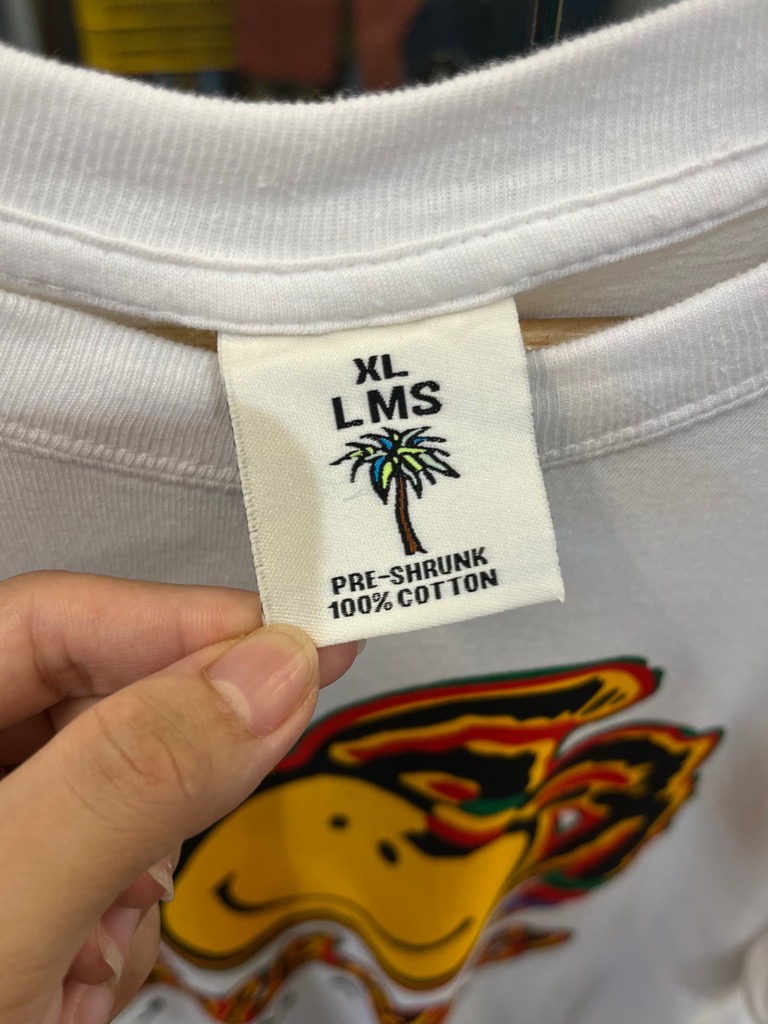 XL
LMS
PRE-SHRUNK
100% COTTON